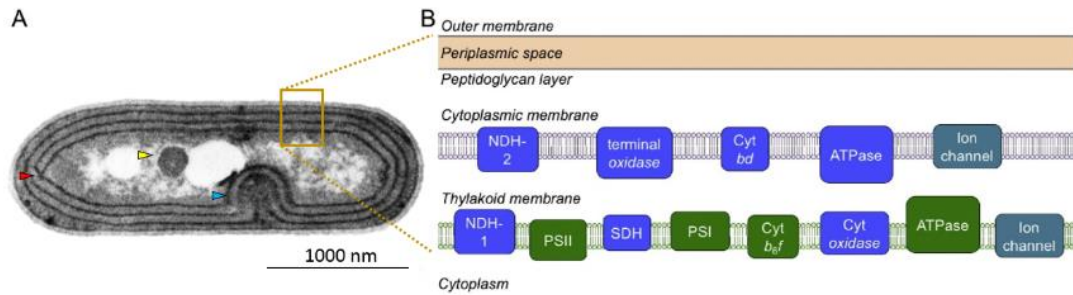 A
B
Outer membrane
Periplasmic space
Peptidoglycan layer
Cytoplasmic membrane
NDH-
2
terminal
oxidase
Cyt
bd
ATPase
Ion
channel
Thylakoid membrane
NDH-
1
PSII
SDH
PSI
Cyt
b₆f
Cyt
oxidase
ATPase
Ion
channel
Cytoplasm
1000 nm